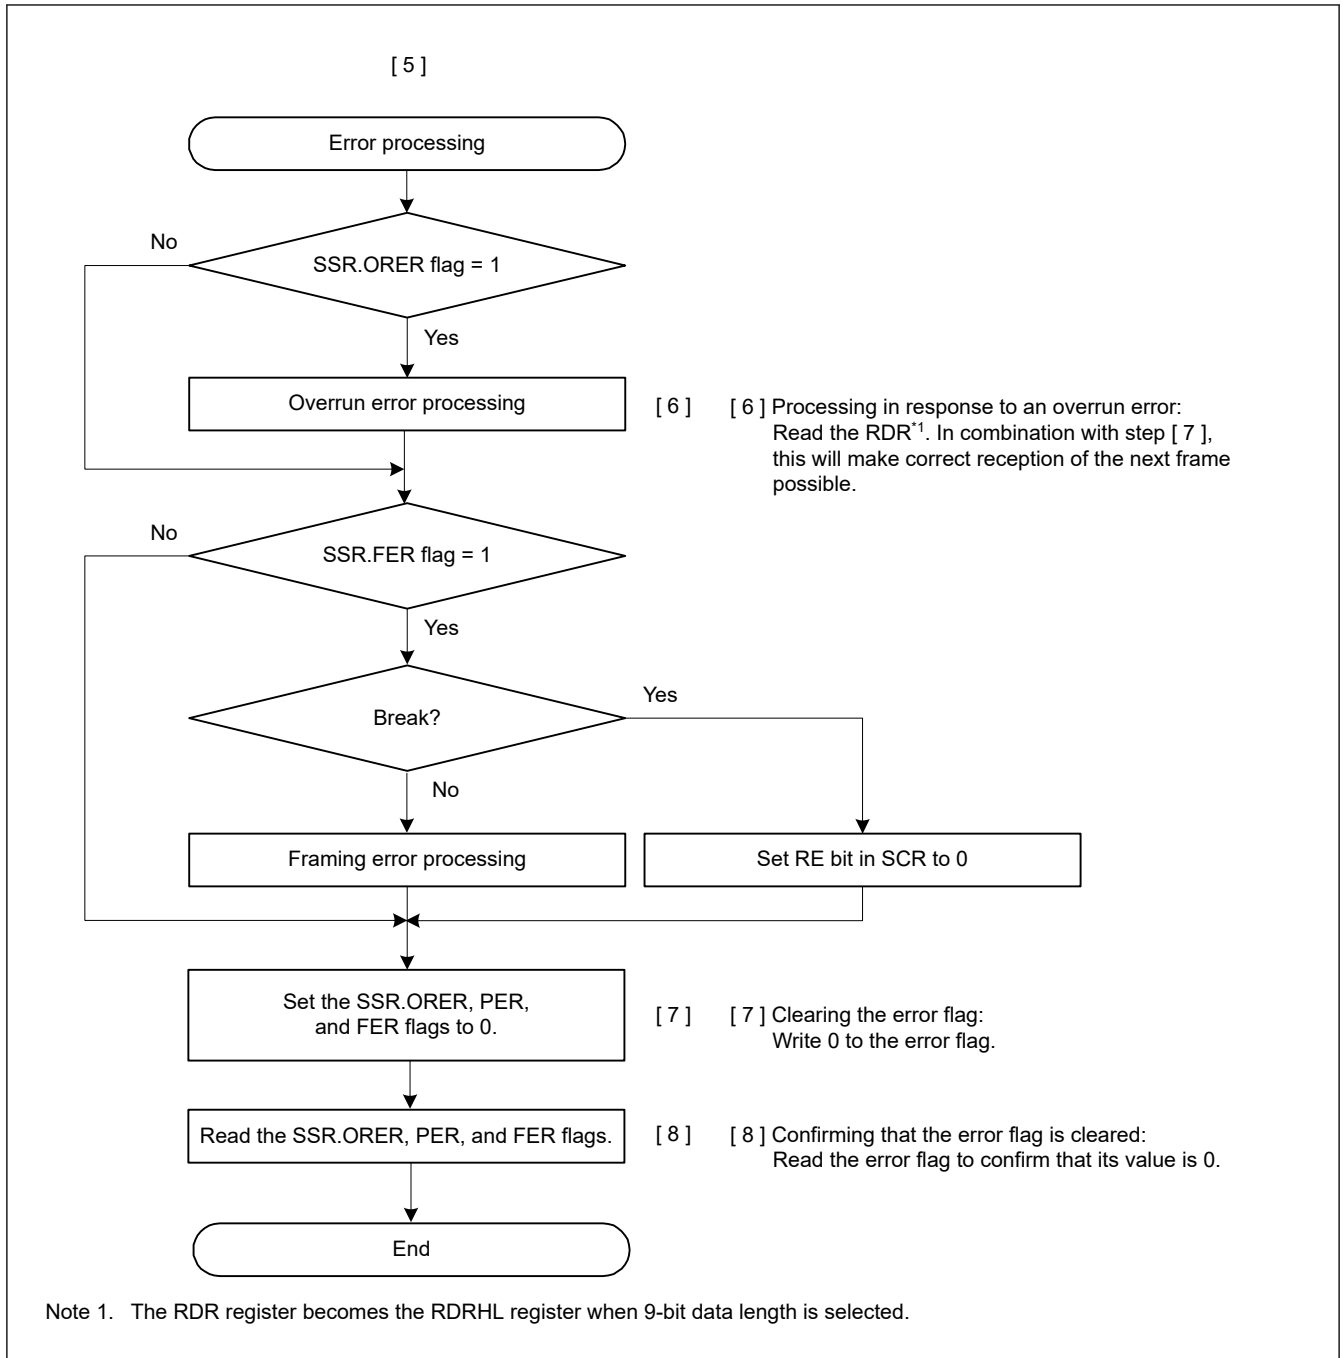 [ 5 ]
Error processing
No
SSR.ORER flag = 1
Yes
Overrun error processing
[ 6 ]
[ 6 ] Processing in response to an overrun error:
Read the RDR*1. In combination with step [ 7 ],
this will make correct reception of the next frame
possible.
No
SSR.FER flag = 1
Yes
Break?
Yes
No
Framing error processing
Set RE bit in SCR to 0
Set the SSR.ORER, PER,
and FER flags to 0.
[ 7 ]
[ 7 ] Clearing the error flag:
Write 0 to the error flag.
Read the SSR.ORER, PER, and FER flags.
[ 8 ]
[ 8 ] Confirming that the error flag is cleared:
Read the error flag to confirm that its value is 0.
End
Note 1. The RDR register becomes the RDRHL register when 9-bit data length is selected.